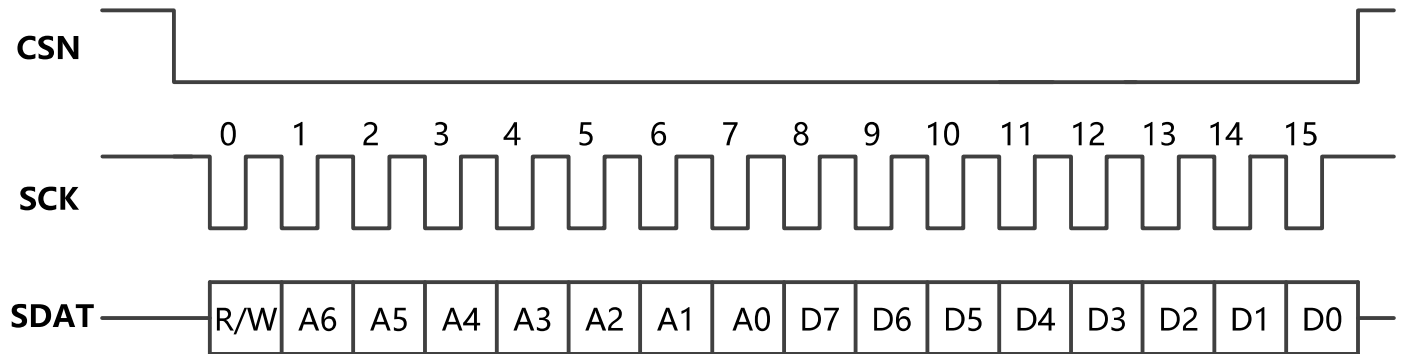 CSN
0 1 2 3 4 5 6 7 8 9 10 11 12 13 14 15
SCK
SDAT R/W A6 A5 A4 A3 A2 A1 A0 D7 D6 D5 D4 D3 D2 D1 D0